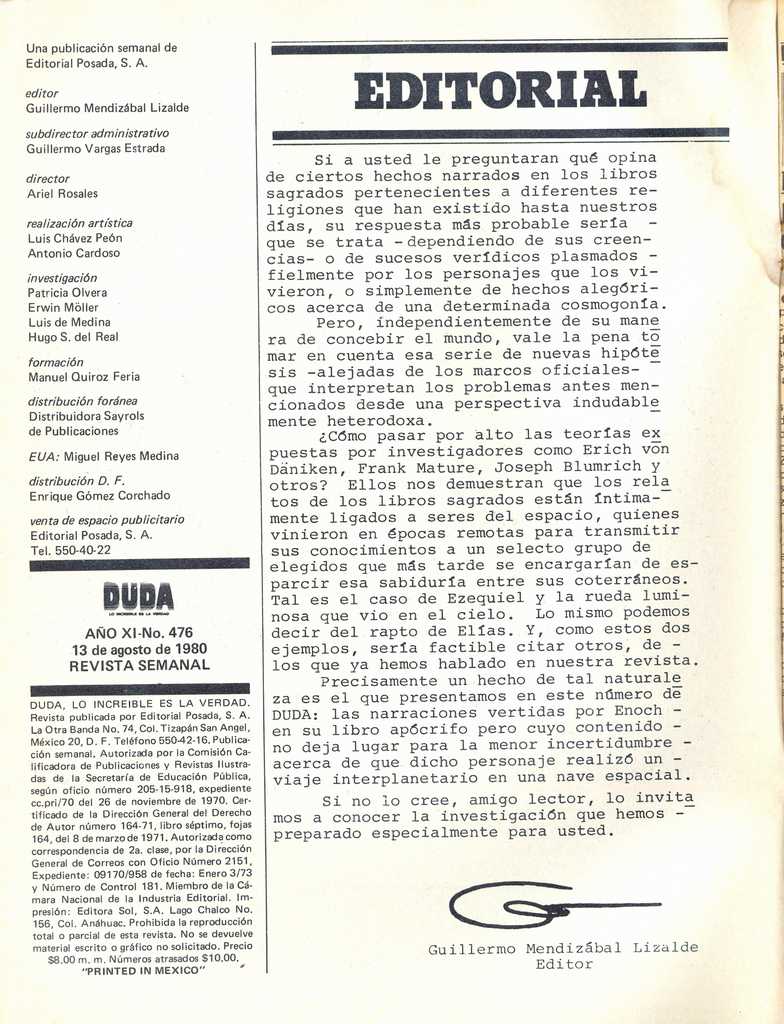 Una publicación semanal de
Editorial Posada, S. A.
editor
Guillermo Mendizábal Lizalde
subdirector administrativo
Guillermo Vargas Estrada
director
Ariel Rosales
realización artística
Luis Chávez Peón
Antonio Cardoso
investigación
Patricia Olvera
Erwin Möller
Luis de Medina
Hugo S. del Real
formación
Manuel Quiroz Feria
distribución foránea
Distribuidora Sayrols
de Publicaciones
EUA: Miguel Reyes Medina
distribución D. F.
Enrique Gómez Corchado
venta de espacio publicitario
Editorial Posada, S. A.
Tel. 550-40-22
DUDA
LO INCREIBLE ES LA VERDAD
AÑO XI-No. 476
13 de agosto de 1980
REVISTA SEMANAL
DUDA, LO INCREIBLE ES LA VERDAD.
Revista publicada por Editorial Posada, S. A.
La Otra Banda No. 74, Col. Tizapán San Angel,
México 20, D. F. Teléfono 550-42-16. Publica-
ción semanal. Autorizada por la Comisión Ca-
lificadora de Publicaciones y Revistas Ilustra-
das de la Secretaría de Educación Pública,
según oficio número 205-15-918, expediente
cc.pri/70 del 26 de noviembre de 1970. Cer-
tificado de la Dirección General del Derecho
de Autor número 164-71, libro séptimo, fojas
164, del 8 de marzo de 1971. Autorizada como
correspondencia de 2a. clase, por la Dirección
General de Correos con Oficio Número 2151,
Expediente: 09170/958 de fecha: Enero 3/73
y Número de Control 181. Miembro de la Cá-
mara Nacional de la Industria Editorial. Im-
presión: Editora Sol, S.A. Lago Chalco No.
156, Col. Anáhuac. Prohibida la reproducción
total o parcial de esta revista. No se devuelve
material escrito o gráfico no solicitado. Precio
$8.00 m. m. Números atrasados $10.00.
"PRINTED IN MEXICO"
EDITORIAL
Si a usted le preguntaran qué opina
de ciertos hechos narrados en los libros
sagrados pertenecientes a diferentes re-
ligiones que han existido hasta nuestros
días, su respuesta más probable sería -
que se trata -dependiendo de sus creen-
cias- o de sucesos verídicos plasmados -
fielmente por los personajes que los vi-
vieron, o simplemente de hechos alegóri-
cos acerca de una determinada cosmogonía.
Pero, independientemente de su mane
ra de concebir el mundo, vale la pena to
mar en cuenta esa serie de nuevas hipóte
sis -alejadas de los marcos oficiales-
que interpretan los problemas antes men-
cionados desde una perspectiva indudable
mente heterodoxa.
¿Cómo pasar por alto las teorías ex
puestas por investigadores como Erich von
Däniken, Frank Mature, Joseph Blumrich y
otros? Ellos nos demuestran que los rela
tos de los libros sagrados están íntima-
mente ligados a seres del espacio, quienes
vinieron en épocas remotas para transmitir
sus conocimientos a un selecto grupo de
elegidos que más tarde se encargarían de es-
parcir esa sabiduría entre sus coterráneos.
Tal es el caso de Ezequiel y la rueda lumi-
nosa que vio en el cielo. Lo mismo podemos
decir del rapto de Elías. Y, como estos dos
ejemplos, sería factible citar otros, de -
los que ya hemos hablado en nuestra revista.
Precisamente un hecho de tal naturale
za es el que presentamos en este número de
DUDA: las narraciones vertidas por Enoch -
en su libro apócrifo pero cuyo contenido -
no deja lugar para la menor incertidumbre -
acerca de que dicho personaje realizó un -
viaje interplanetario en una nave espacial.
Si no lo cree, amigo lector, lo invita
mos a conocer la investigación que hemos -
preparado especialmente para usted.
Guillermo Mendizábal Lizalde
Editor